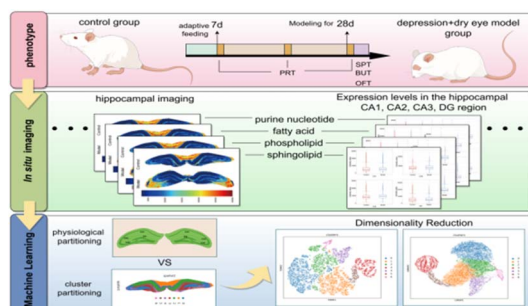 phenotype
control group
adaptive
feeding
7d
Modeling for
28d
PRT
SPT
BUT
OFT
depression+dry eye model
group
In situ imaging
hippocampal imaging
purine nucleotide
fatty acid
phospholipid
sphingolipid
Expression levels in the hippocampal
CA1, CA2, CA3, DG region
Machine Learning
physiological
partitioning
VS
cluster
partitioning
Dimensionality Reduction